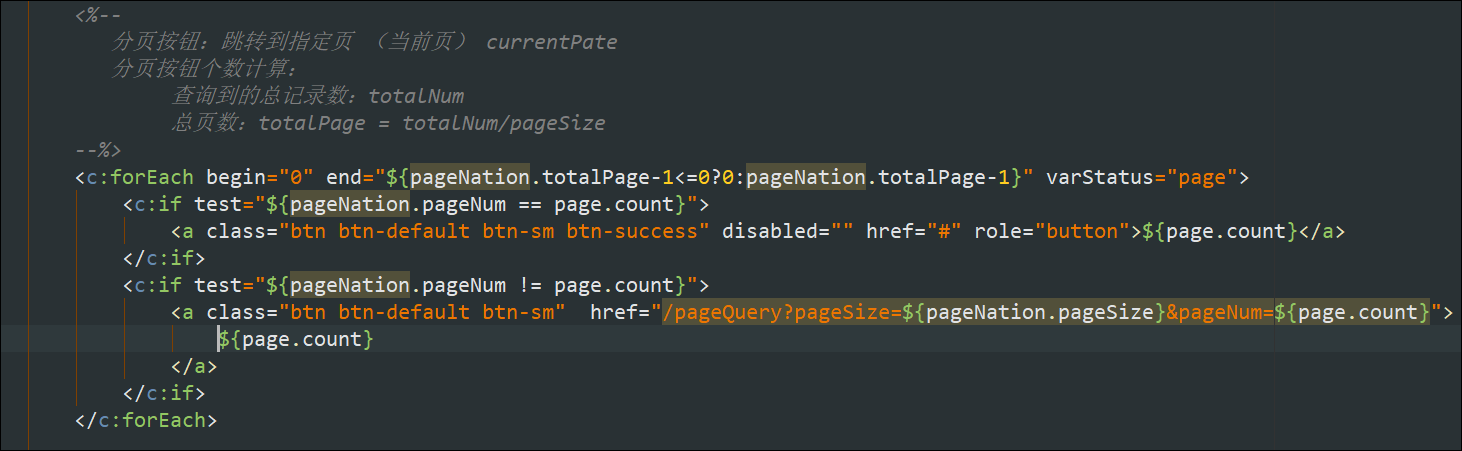 <%--
分页按钮：跳转到指定页 （当前页） currentPate
分页按钮个数计算：
查询到的总记录数：totalNum
总页数：totalPage = totalNum/pageSize
--%>
<c:forEach begin="0" end="${pageNation.totalPage-1<=0?0:pageNation.totalPage-1}" varStatus="page">
<c:if test="${pageNation.pageNum == page.count}">
<a class="btn btn-default btn-sm btn-success" disabled="" href="#" role="button">${page.count}</a>
</c:if>
<c:if test="${pageNation.pageNum != page.count}">
<a class="btn btn-default btn-sm"  href="/pageQuery?pageSize=${pageNation.pageSize}&pageNum=${page.count}">
${page.count}
</a>
</c:if>
</c:forEach>